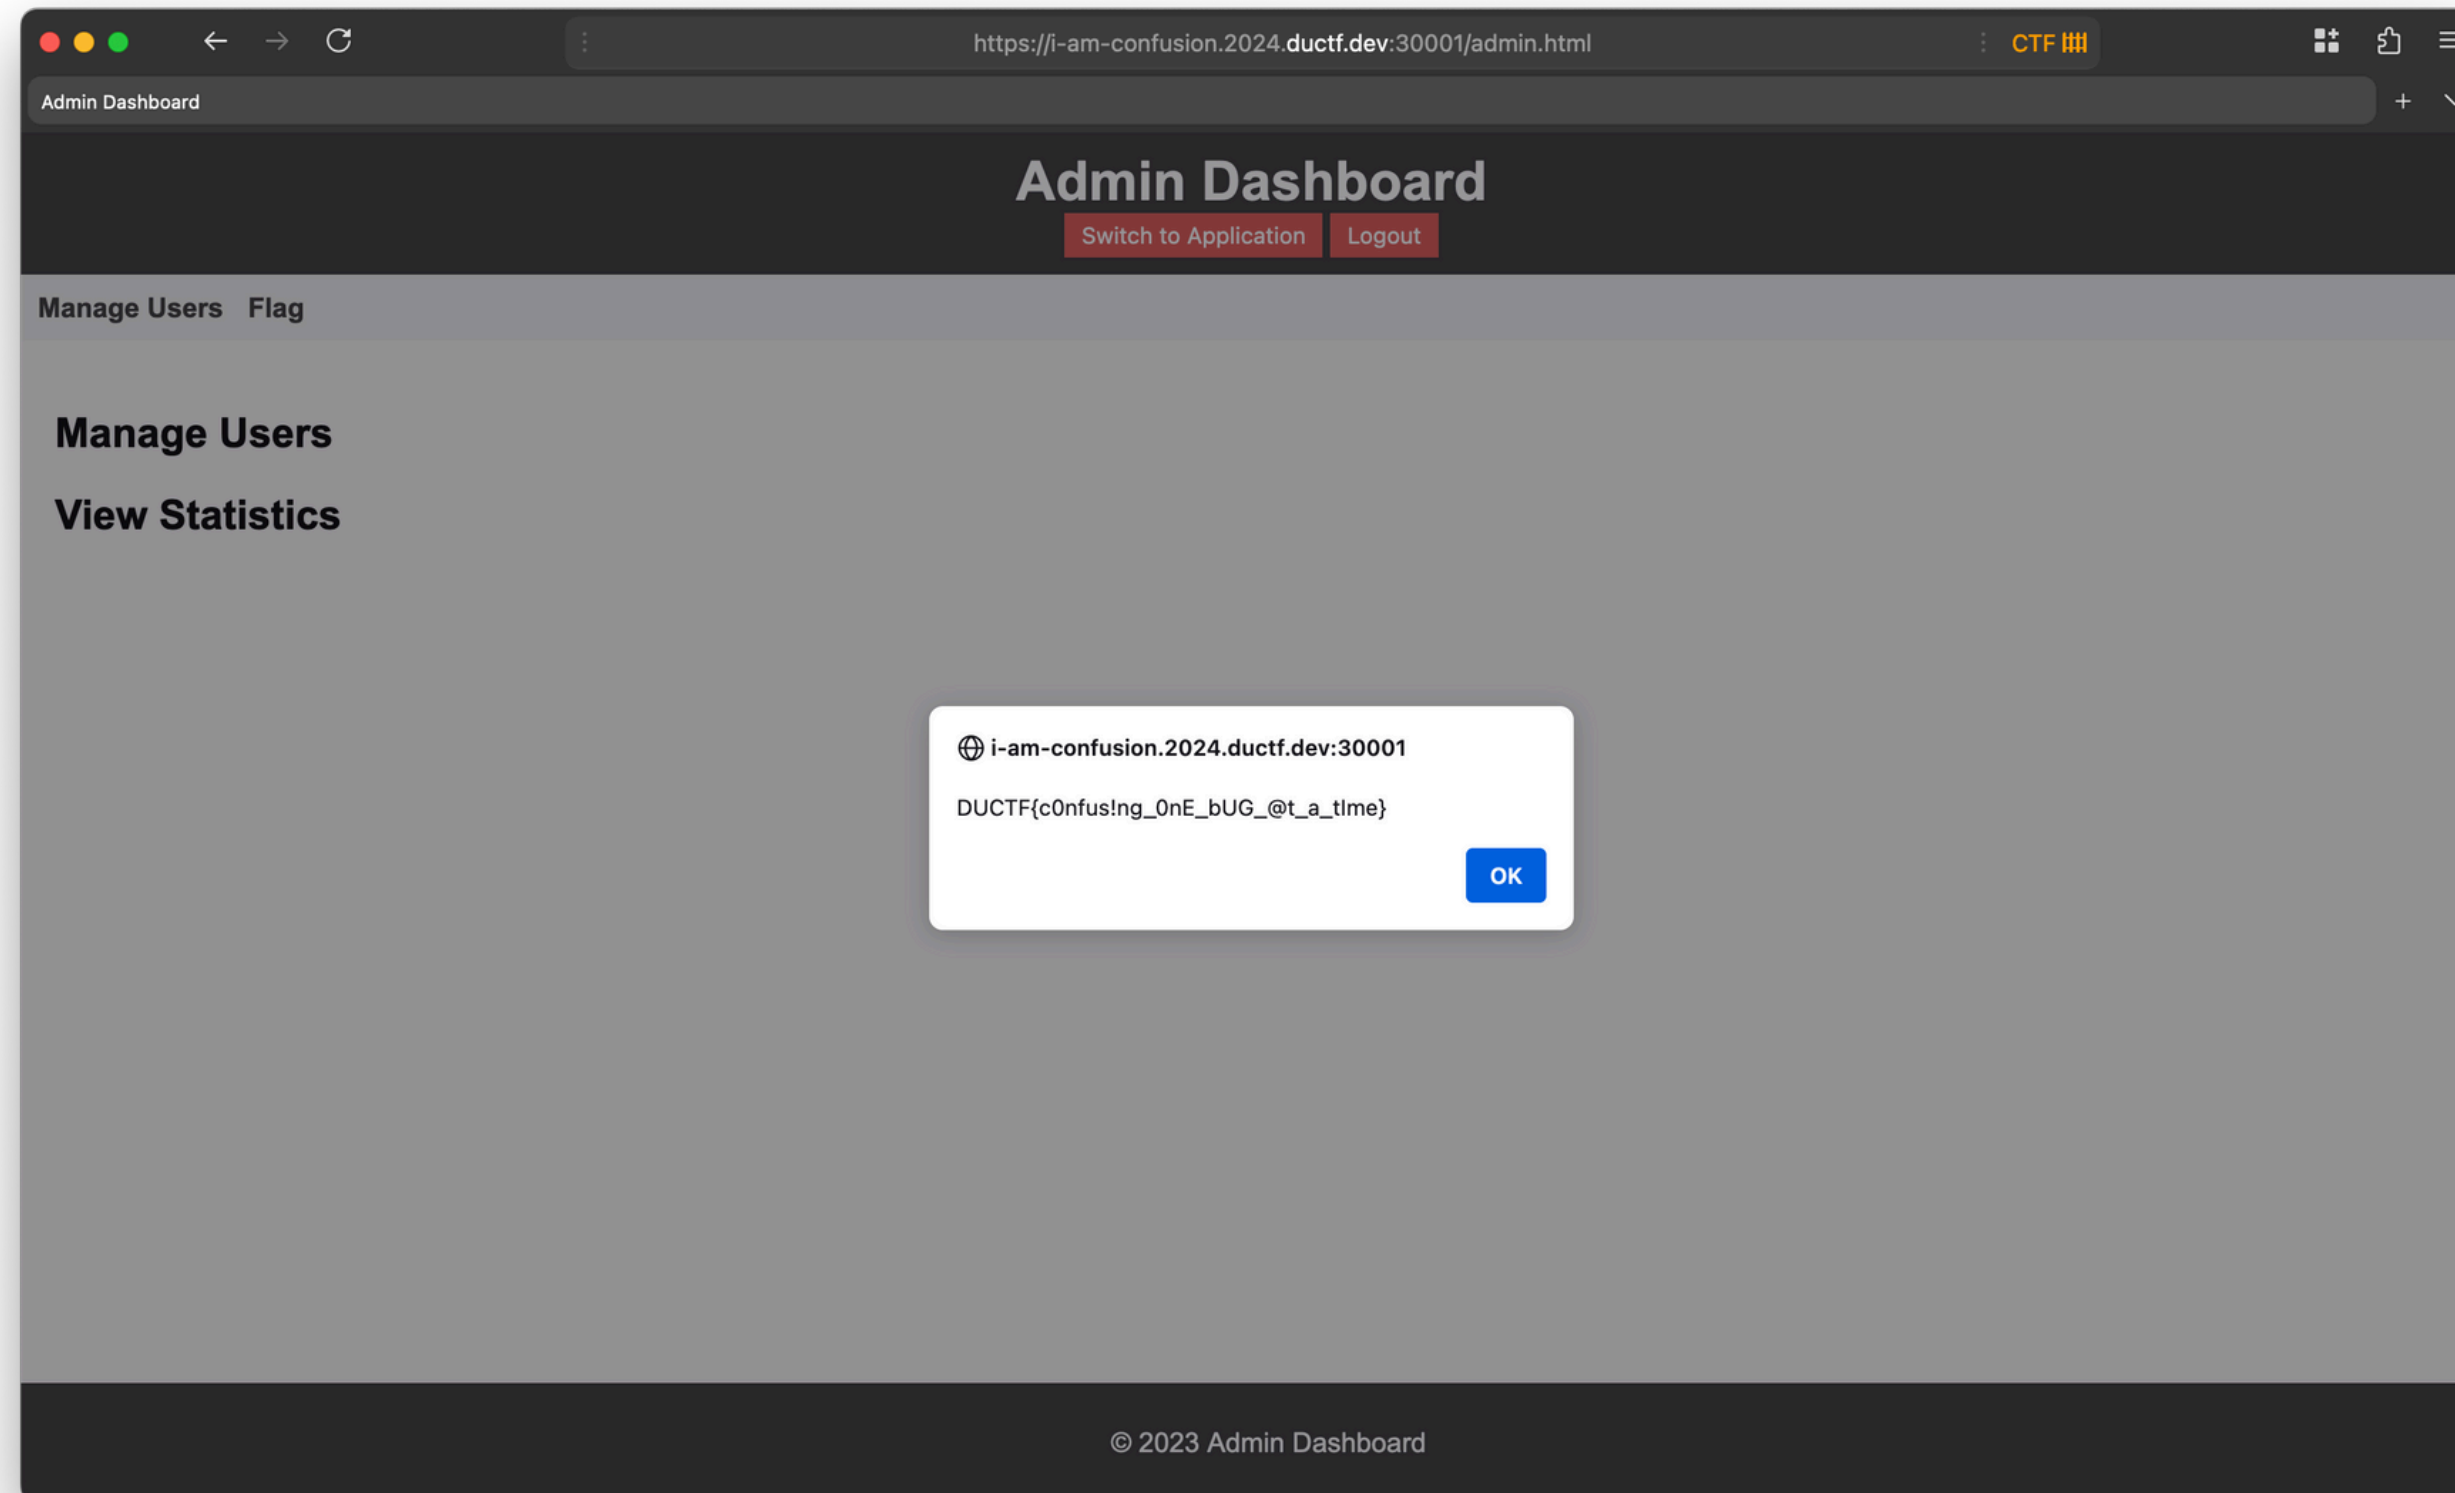 https://i-am-confusion.2024.ductf.dev:30001/admin.html
CTF
Admin Dashboard
Admin Dashboard
Switch to Application Logout
Manage Users Flag
Manage Users
View Statistics
i-am-confusion.2024.ductf.dev:30001
DUCTF{c0nfus!ng_0nE_bUG_@t_a_tIme}
OK
© 2023 Admin Dashboard